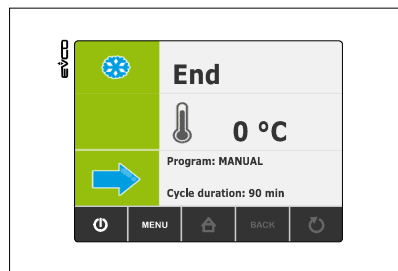 EVCO
End
0 °C
Program: MANUAL
Cycle duration: 90 min
MENU
BACK